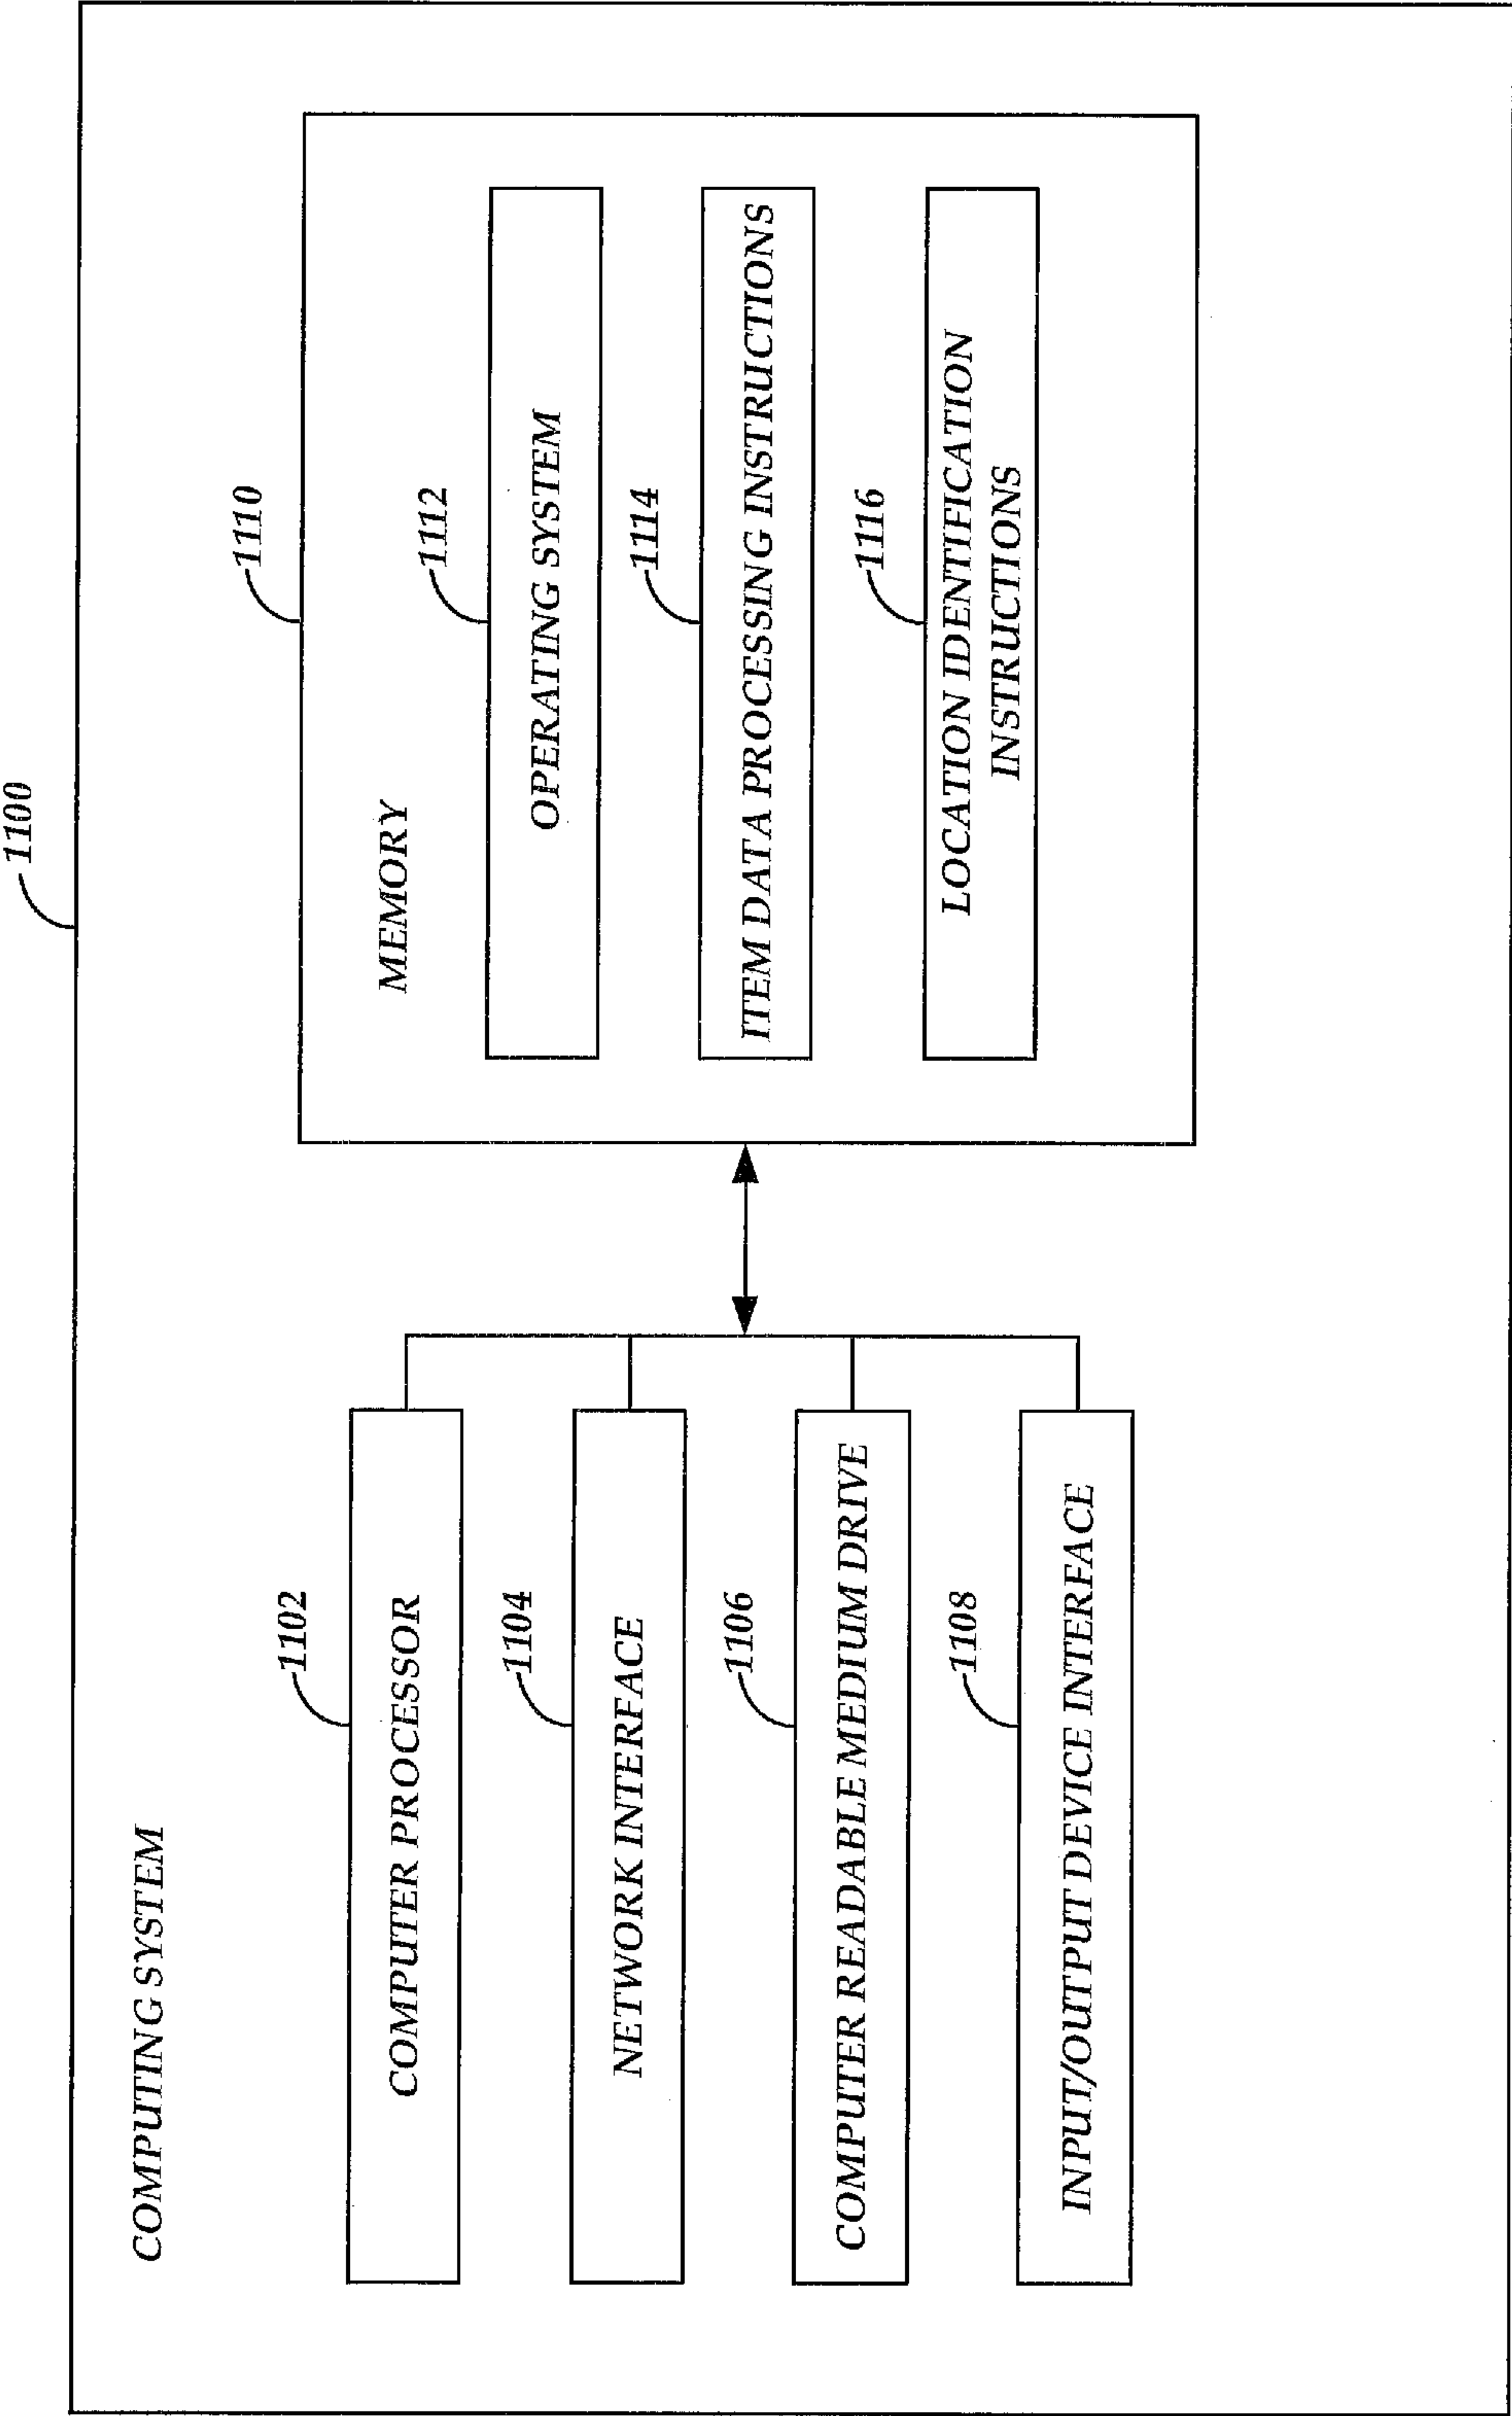 1100
COMPUTING SYSTEM
1102
COMPUTER PROCESSOR
1104
NETWORK INTERFACE
1106
COMPUTER READABLE MEDIUM DRIVE
1108
INPUT/OUTPUT DEVICE INTERFACE
1110
MEMORY
1112
OPERATING SYSTEM
1114
ITEM DATA PROCESSING INSTRUCTIONS
1116
LOCATION IDENTIFICATION
INSTRUCTIONS